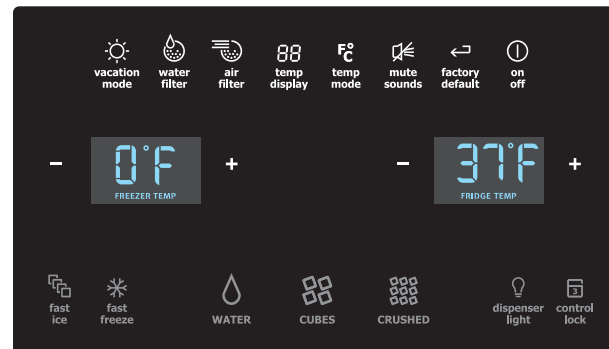 vacation mode
water filter
air filter
88 temp display
F°C temp mode
mute sounds
factory default
on off
- 0°F +
FREEZER TEMP
- 37°F +
FRIDGE TEMP
fast ice
fast freeze
WATER
CUBES
CRUSHED
dispenser light
3 control lock